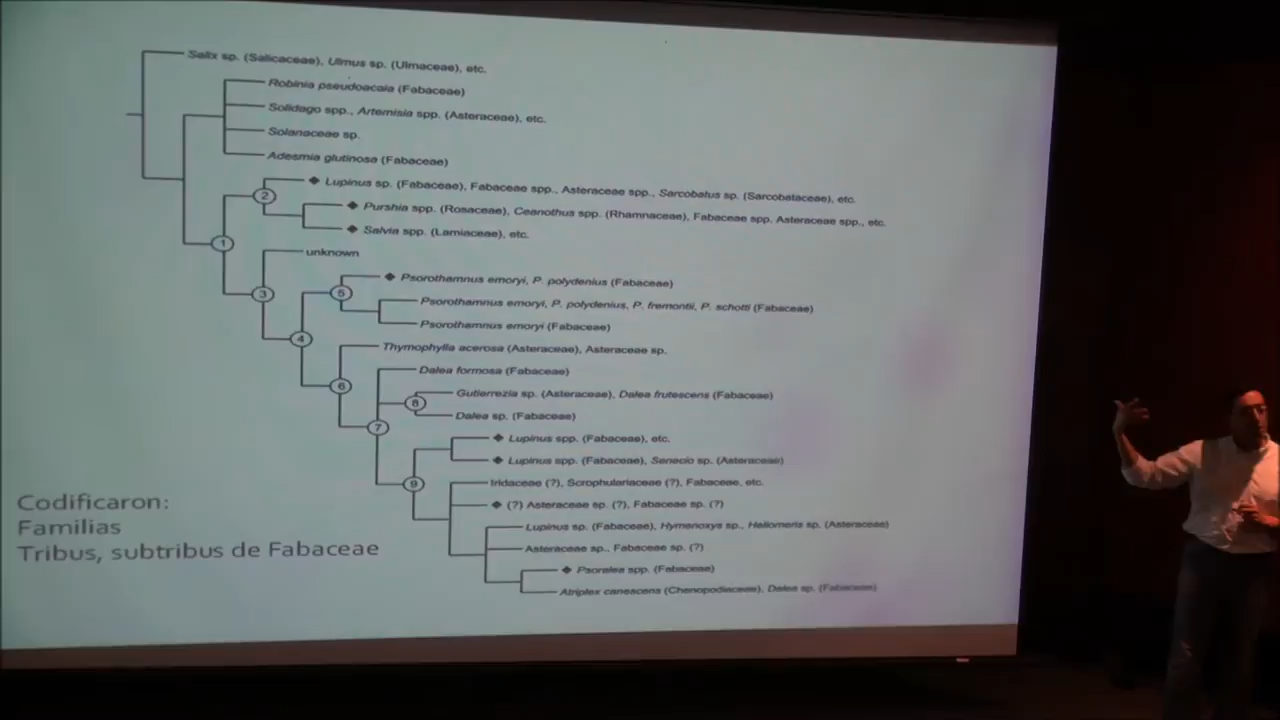 Salix sp. (Salicaceae), Ulmus sp. (Ulmaceae), etc.
Robinia pseudoacaia (Fabaceae)
Solidago spp., Artemisia spp. (Asteraceae), etc.
Solanaceae sp.
Adesmia glutinosa (Fabaceae)
Lupinus sp. (Fabaceae), Fabaceae spp., Asteraceae spp., Sarcobatus sp. (Sarcobataceae), etc.
2
Purshia spp. (Rosaceae), Ceanothus spp. (Rhamnaceae), Fabaceae spp. Asteraceae spp., etc.
Salvia spp. (Lamiaceae), etc.
1
unknown
3
Psorothamnus emoryi, P. polydenius (Fabaceae)
5
Psorothamnus emoryi, P. polydenius, P. fremontii, P. schotti (Fabaceae)
Psorothamnus emoryi (Fabaceae)
4
Thymophylla acerosa (Asteraceae), Asteraceae sp.
6
Dalea formosa (Fabaceae)
Gutierrezia sp. (Asteraceae), Dalea frutescens (Fabaceae)
8
Dalea sp. (Fabaceae)
7
Lupinus spp. (Fabaceae), etc.
Lupinus spp. (Fabaceae), Senecio sp. (Asteraceae)
9
Iridaceae (?), Scrophulariaceae (?), Fabaceae, etc.
(?) Asteraceae sp. (?), Fabaceae sp. (?)
Lupinus sp. (Fabaceae), Hymenoxys sp., Heliomeris sp. (Asteraceae)
Asteraceae sp., Fabaceae sp. (?)
Psoralea spp. (Fabaceae)
Atriplex canescens (Chenopodiaceae), Dalea sp. (Fabaceae)
Codificaron:
Familias
Tribus, subtribus de Fabaceae